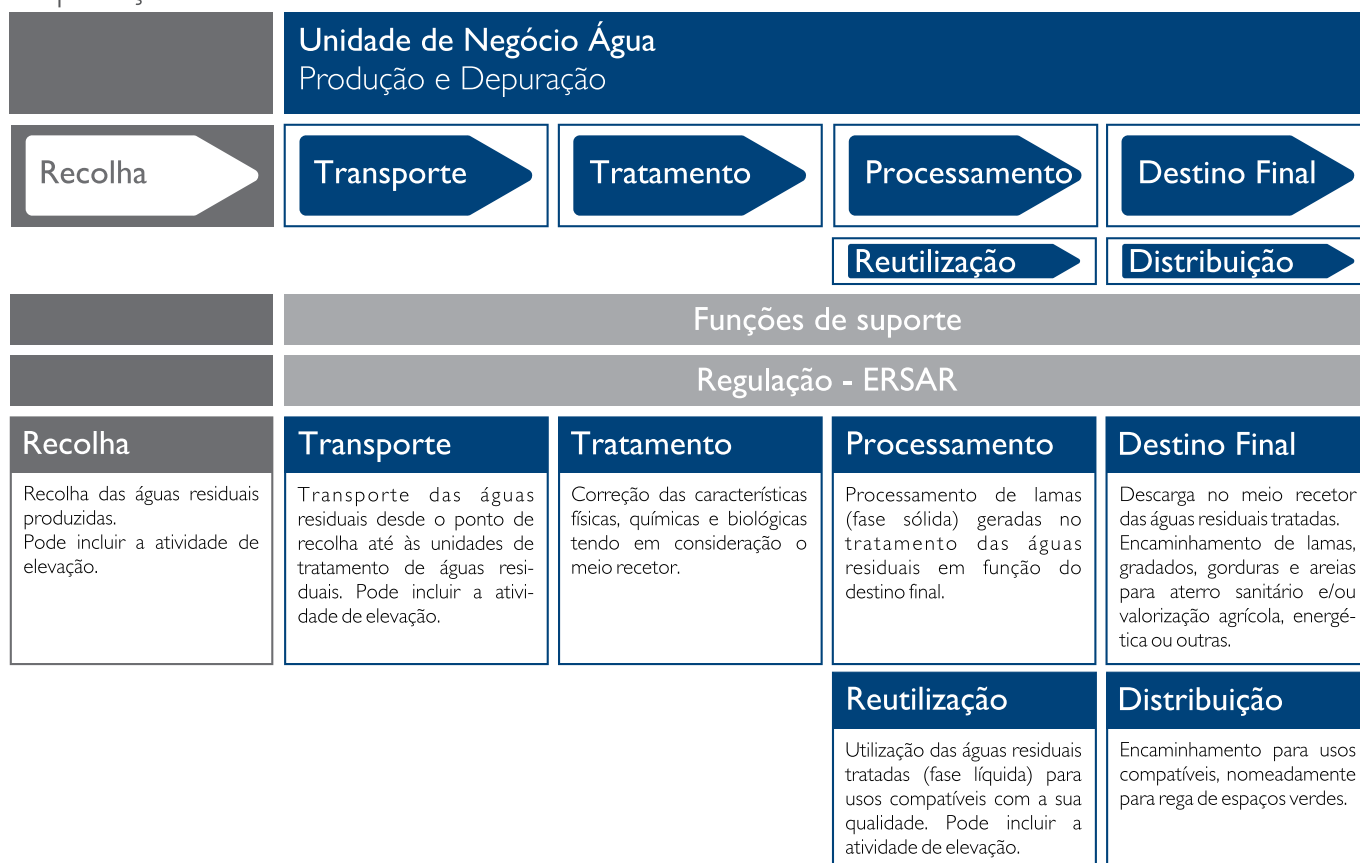 Unidade de Negócio Água
Produção e Depuração
Recolha
Transporte
Tratamento
Processamento
Destino Final
Reutilização
Distribuição
Funções de suporte
Regulação - ERSAR
Recolha
Recolha das águas residuais
produzidas.
Pode incluir a atividade de
elevação.
Transporte
Transporte das águas
residuais desde o ponto de
recolha até às unidades de
tratamento de águas resi-
duais. Pode incluir a ativi-
dade de elevação.
Tratamento
Correção das características
físicas, químicas e biológicas
tendo em consideração o
meio recetor.
Processamento
Processamento de lamas
(fase sólida) geradas no
tratamento das águas
residuais em função do
destino final.
Destino Final
Descarga no meio recetor
das águas residuais tratadas.
Encaminhamento de lamas,
gradados, gorduras e areias
para aterro sanitário e/ou
valorização agrícola, energé-
tica ou outras.
Reutilização
Utilização das águas residuais
tratadas (fase líquida) para
usos compatíveis com a sua
qualidade. Pode incluir a
atividade de elevação.
Distribuição
Encaminhamento para usos
compatíveis, nomeadamente
para rega de espaços verdes.